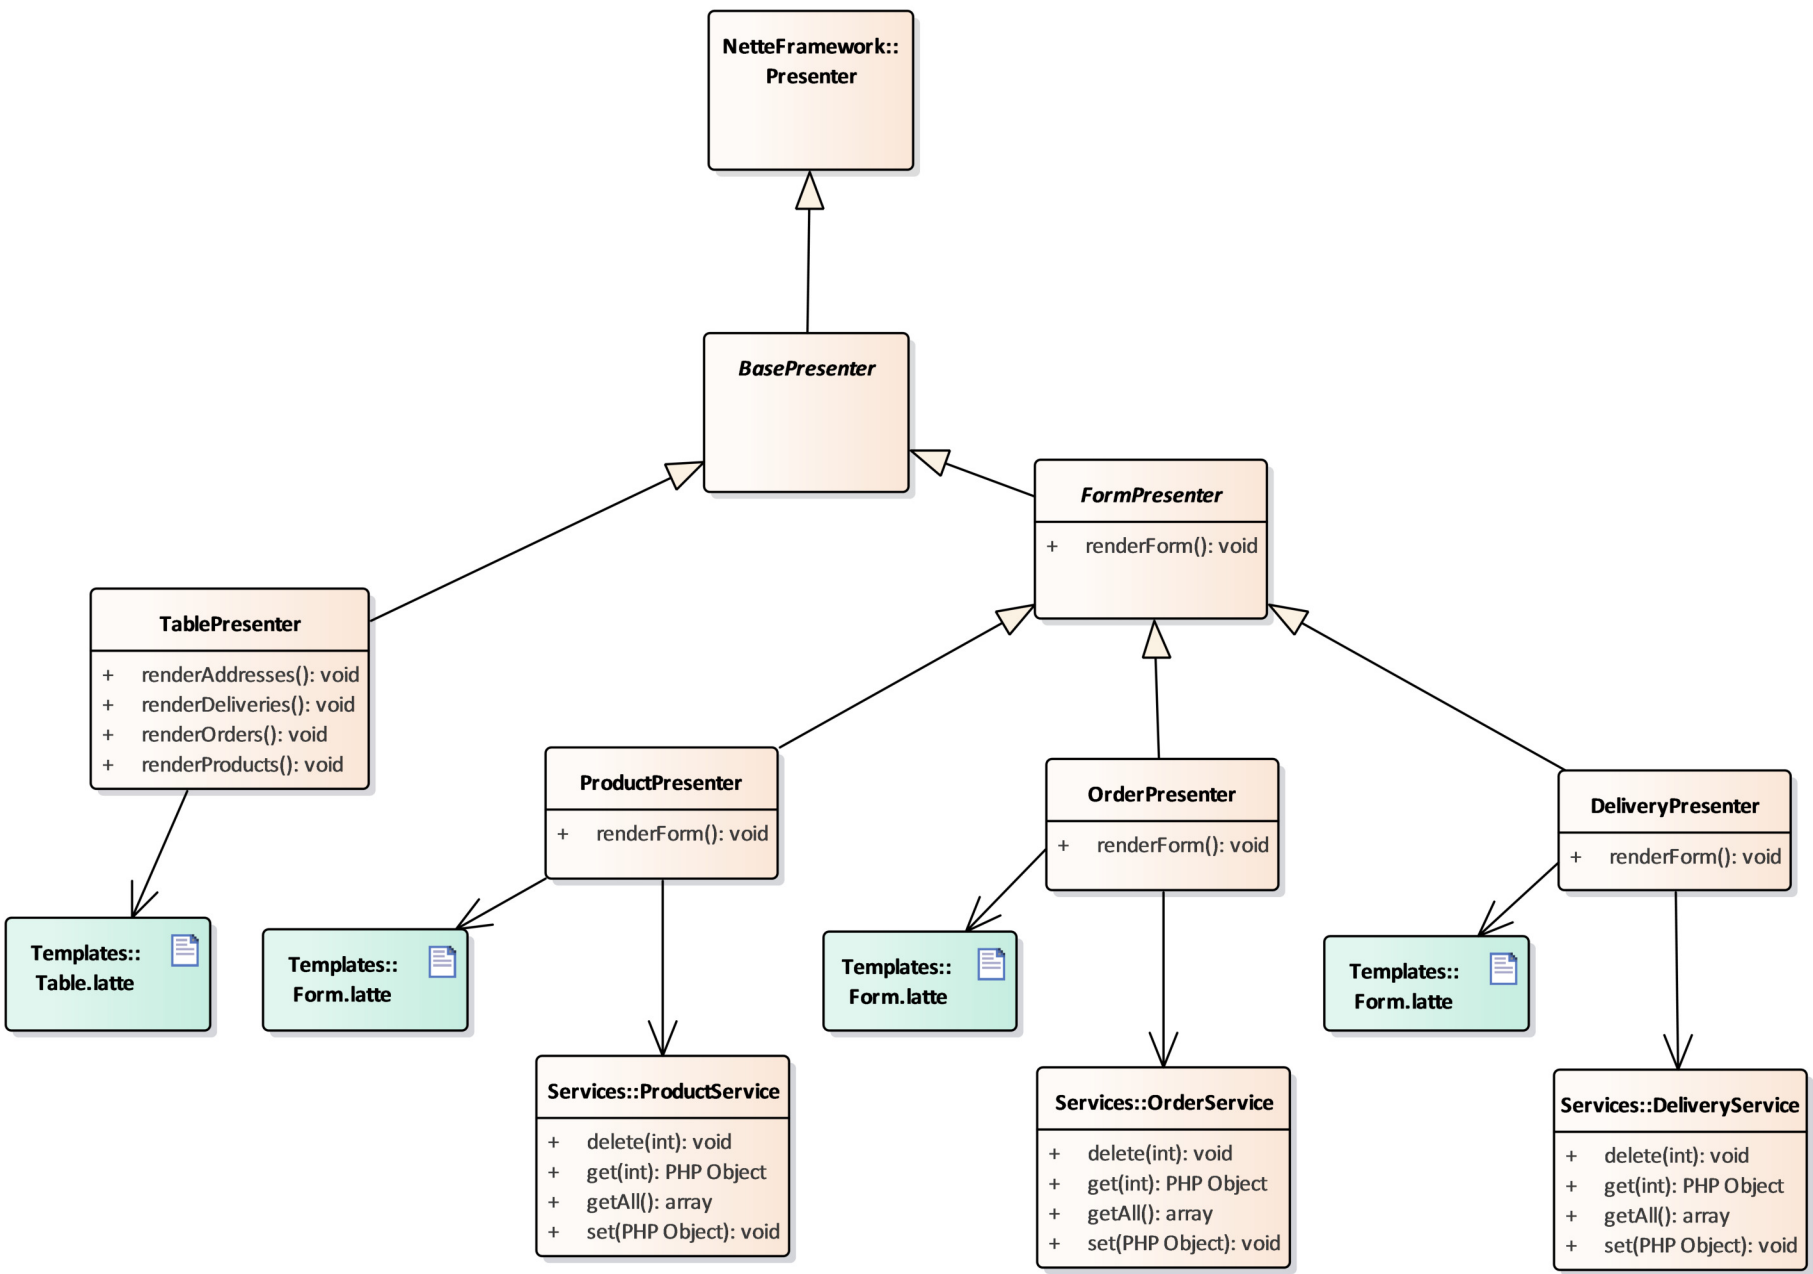 NetteFramework::
Presenter
BasePresenter
FormPresenter
+ renderForm(): void
TablePresenter
+ renderAddresses(): void
+ renderDeliveries(): void
+ renderOrders(): void
+ renderProducts(): void
ProductPresenter
+ renderForm(): void
OrderPresenter
+ renderForm(): void
DeliveryPresenter
+ renderForm(): void
Templates::
Table.latte
Templates::
Form.latte
Templates::
Form.latte
Templates::
Form.latte
Services::ProductService
+ delete(int): void
+ get(int): PHP Object
+ getAll(): array
+ set(PHP Object): void
Services::OrderService
+ delete(int): void
+ get(int): PHP Object
+ getAll(): array
+ set(PHP Object): void
Services::DeliveryService
+ delete(int): void
+ get(int): PHP Object
+ getAll(): array
+ set(PHP Object): void